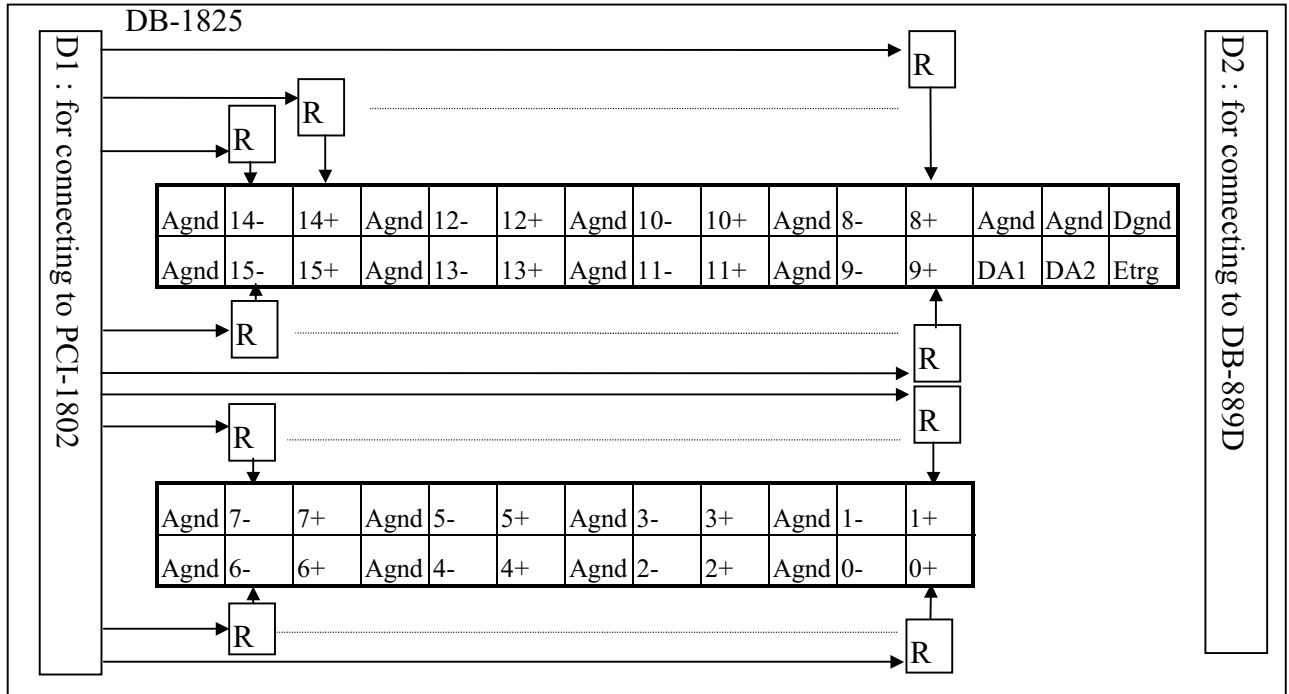 DB-1825
D1 : for connecting to PCI-1802
D2 : for connecting to DB-889D
R
R
R
Agnd 14- 14+ Agnd 12- 12+ Agnd 10- 10+ Agnd 8- 8+ Agnd Agnd Dgnd
Agnd 15- 15+ Agnd 13- 13+ Agnd 11- 11+ Agnd 9- 9+ DA1 DA2 Etrg
R
R
R
R
Agnd 7- 7+ Agnd 5- 5+ Agnd 3- 3+ Agnd 1- 1+
Agnd 6- 6+ Agnd 4- 4+ Agnd 2- 2+ Agnd 0- 0+
R
R